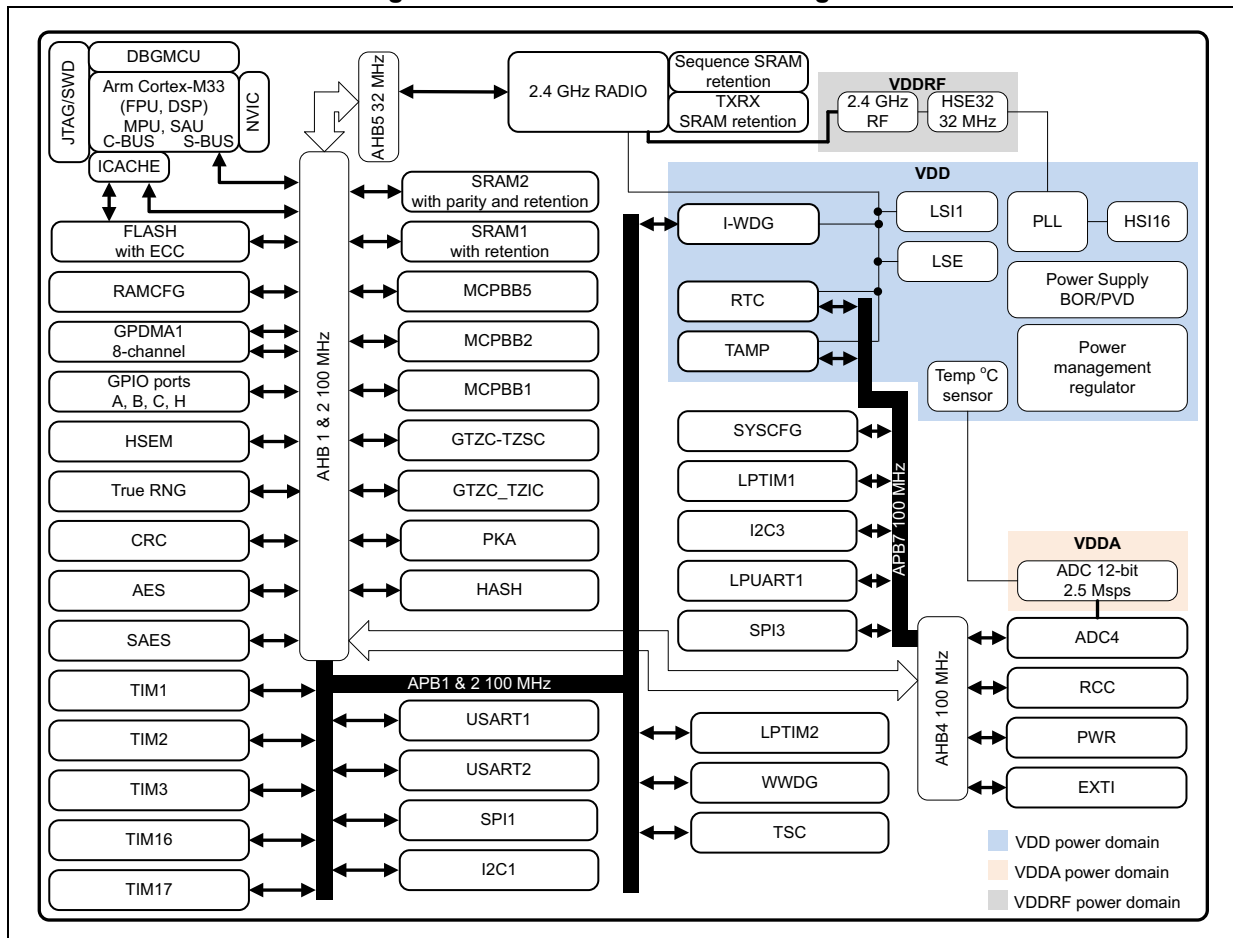 JTAG/SWD
DBGMCU
Arm Cortex-M33
(FPU, DSP)
MPU, SAU
C-BUS S-BUS
NVIC
ICACHE
FLASH
with ECC
RAMCFG
GPDMA1
8-channel
GPIO ports
A, B, C, H
HSEM
True RNG
CRC
AES
SAES
TIM1
TIM2
TIM3
TIM16
TIM17
AHB5 32 MHz
AHB 1 & 2 100 MHz
2.4 GHz RADIO
Sequence SRAM
retention
TXRX
SRAM retention
SRAM2
with parity and retention
SRAM1
with retention
MCPBB5
MCPBB2
MCPBB1
GTZC-TZSC
GTZC_TZIC
PKA
HASH
APB1 & 2 100 MHz
USART1
USART2
SPI1
I2C1
VDDRF
2.4 GHz
RF
HSE32
32 MHz
VDD
I-WDG
RTC
TAMP
LSI1
LSE
PLL
HSI16
Power Supply
BOR/PVD
Power
management
regulator
Temp °C
sensor
SYSCFG
LPTIM1
I2C3
LPUART1
SPI3
APB7 100 MHz
VDDA
ADC 12-bit
2.5 Msps
AHB4 100 MHz
ADC4
RCC
PWR
EXTI
LPTIM2
WWDG
TSC
VDD power domain
VDDA power domain
VDDRF power domain